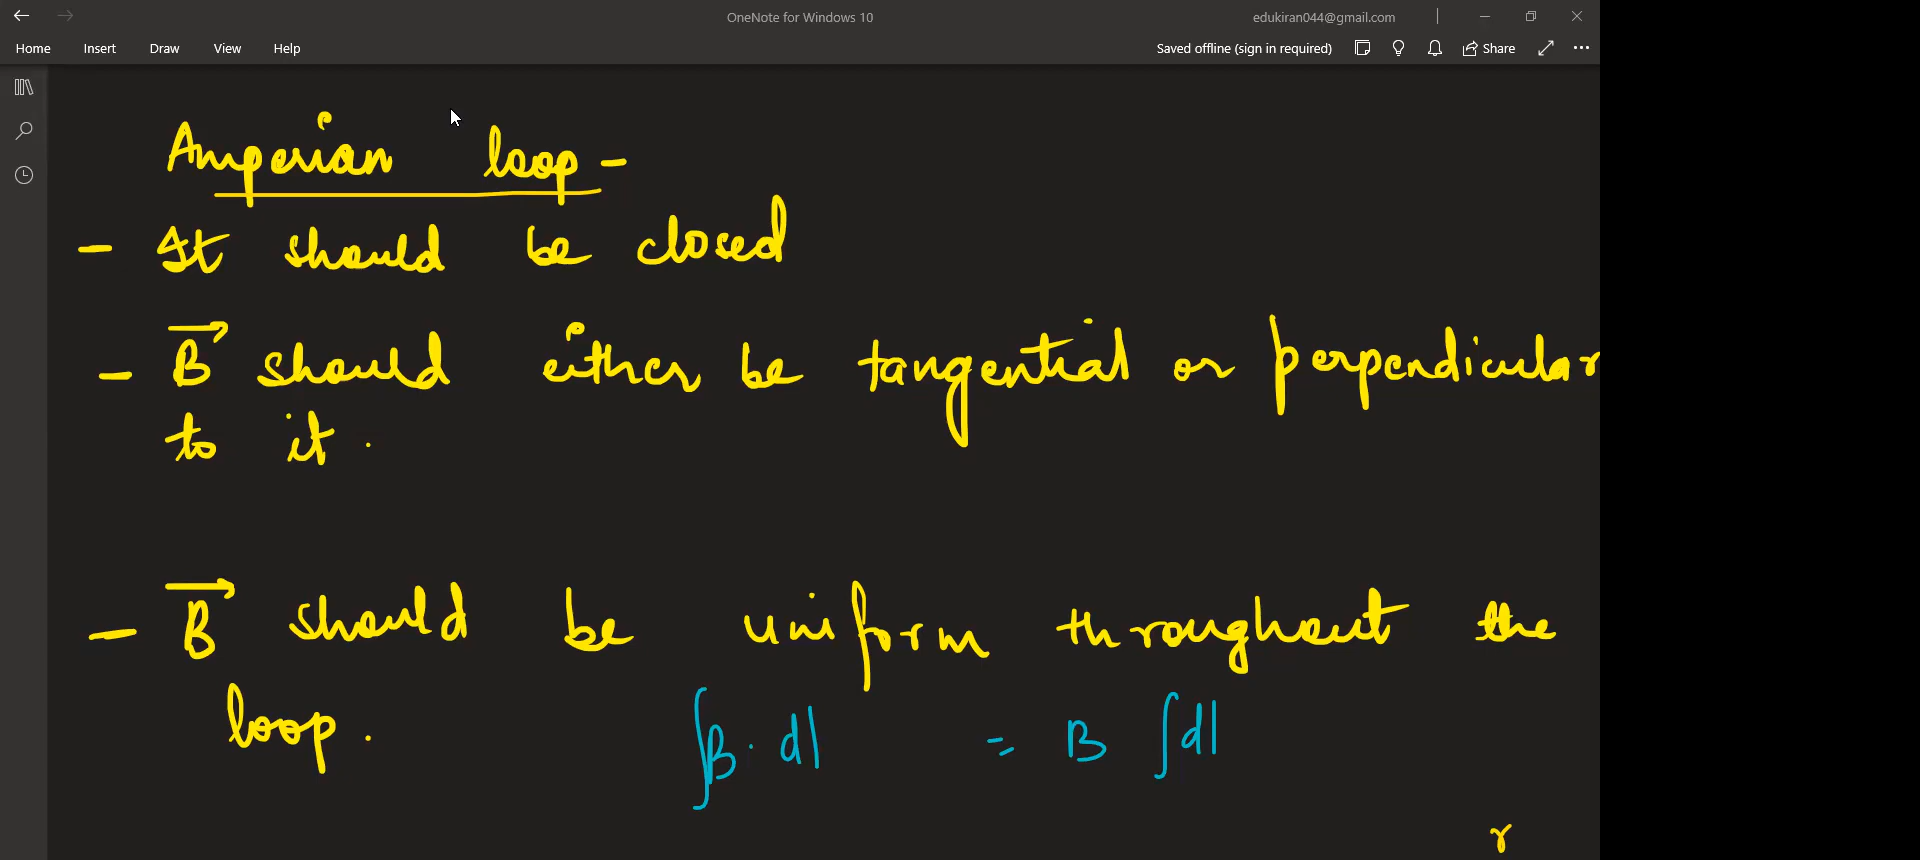 OneNote for Windows 10
edukiran044@gmail.com
Home Insert Draw View Help
Saved offline (sign in required) Share
Amperian loop -
- It should be closed
- B⃗ should either be tangential or perpendicular
to it.
- B⃗ should be uniform throughout the
loop.
∫B · dl = B ∫dl
r